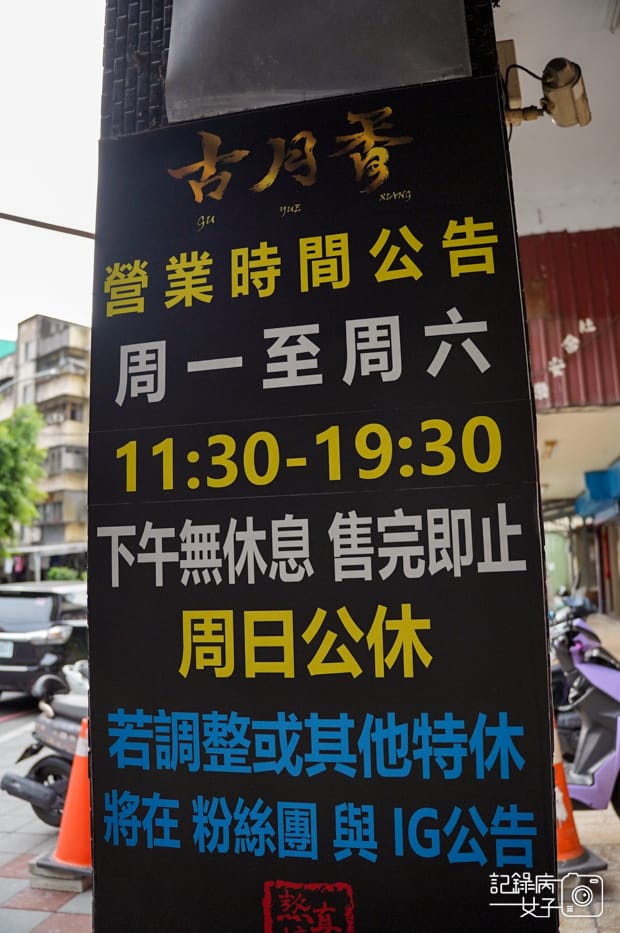 古月香
GU YUE XIANG
營業時間公告
周一至周六
11:30-19:30
下午無休息 售完即止
周日公休
若調整或其他特休
將在 粉絲團 與 IG公告
記錄病
女子